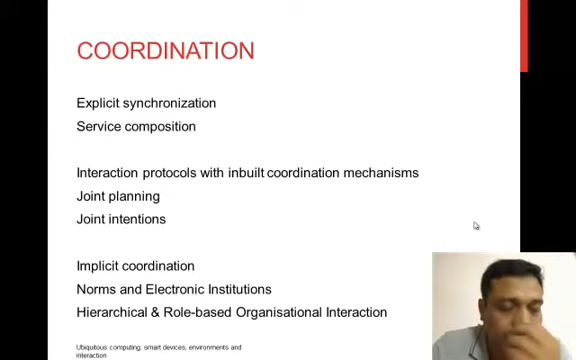 COORDINATION
Explicit synchronization
Service composition
Interaction protocols with inbuilt coordination mechanisms
Joint planning
Joint intentions
Implicit coordination
Norms and Electronic Institutions
Hierarchical & Role-based Organisational Interaction
Ubiquitous computing: smart devices, environments and
interaction